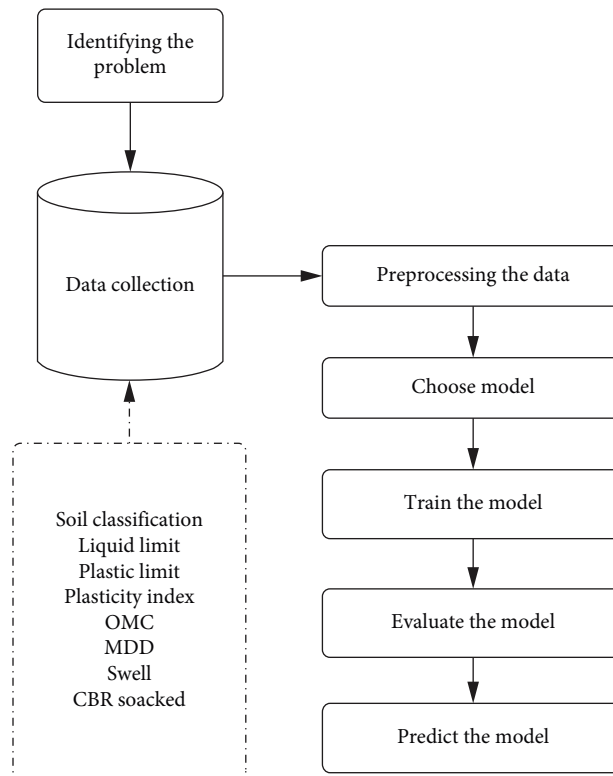 Identifying the
problem
Data collection
Soil classification
Liquid limit
Plastic limit
Plasticity index
OMC
MDD
Swell
CBR soacked
Preprocessing the data
Choose model
Train the model
Evaluate the model
Predict the model